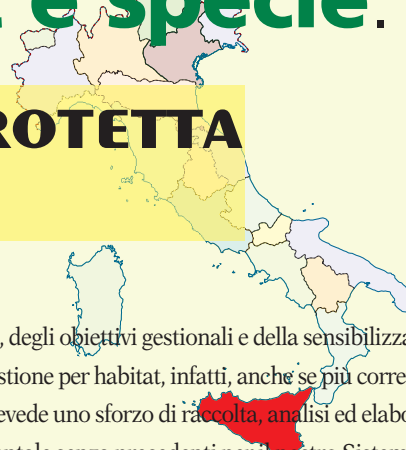 e specie.
ROTETTA
, degli obiettivi gestionali e della sensibilizza
stione per habitat, infatti, anche se più corre
evede uno sforzo di raccolta, analisi ed elabo